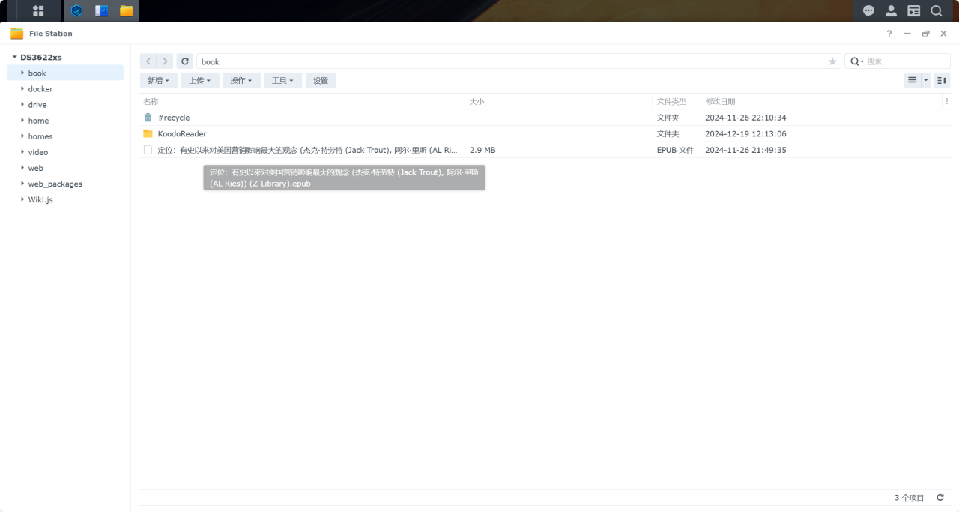 File Station
DS3622xs
book
docker
drive
home
homes
video
web
web_packages
Wiki.js
book
搜索
新增
上传
操作
工具
设置
名称 大小 文件类型 修改日期
#recycle 文件夹 2024-11-26 22:10:34
KoodoReader 文件夹 2024-12-19 12:13:06
定位：有史以来对美国营销影响最大的观念 (杰克·特劳特 (Jack Trout), 阿尔·里斯 (AL Rie... 2.9 MB EPUB 文件 2024-11-26 21:49:35
定位：有史以来对美国营销影响最大的观念 (杰克·特劳特 (Jack Trout), 阿尔·里斯
(AL Ries)) (Z-Library).epub
3 个项目